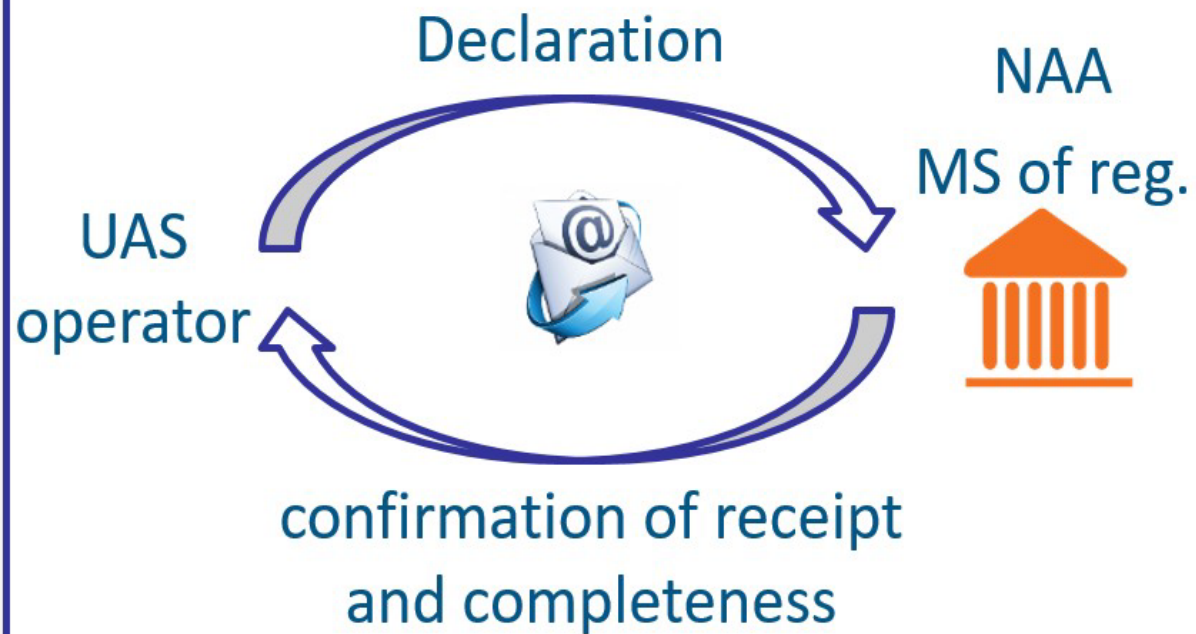 Declaration
NAA
MS of reg.
UAS
operator
@
confirmation of receipt
and completeness